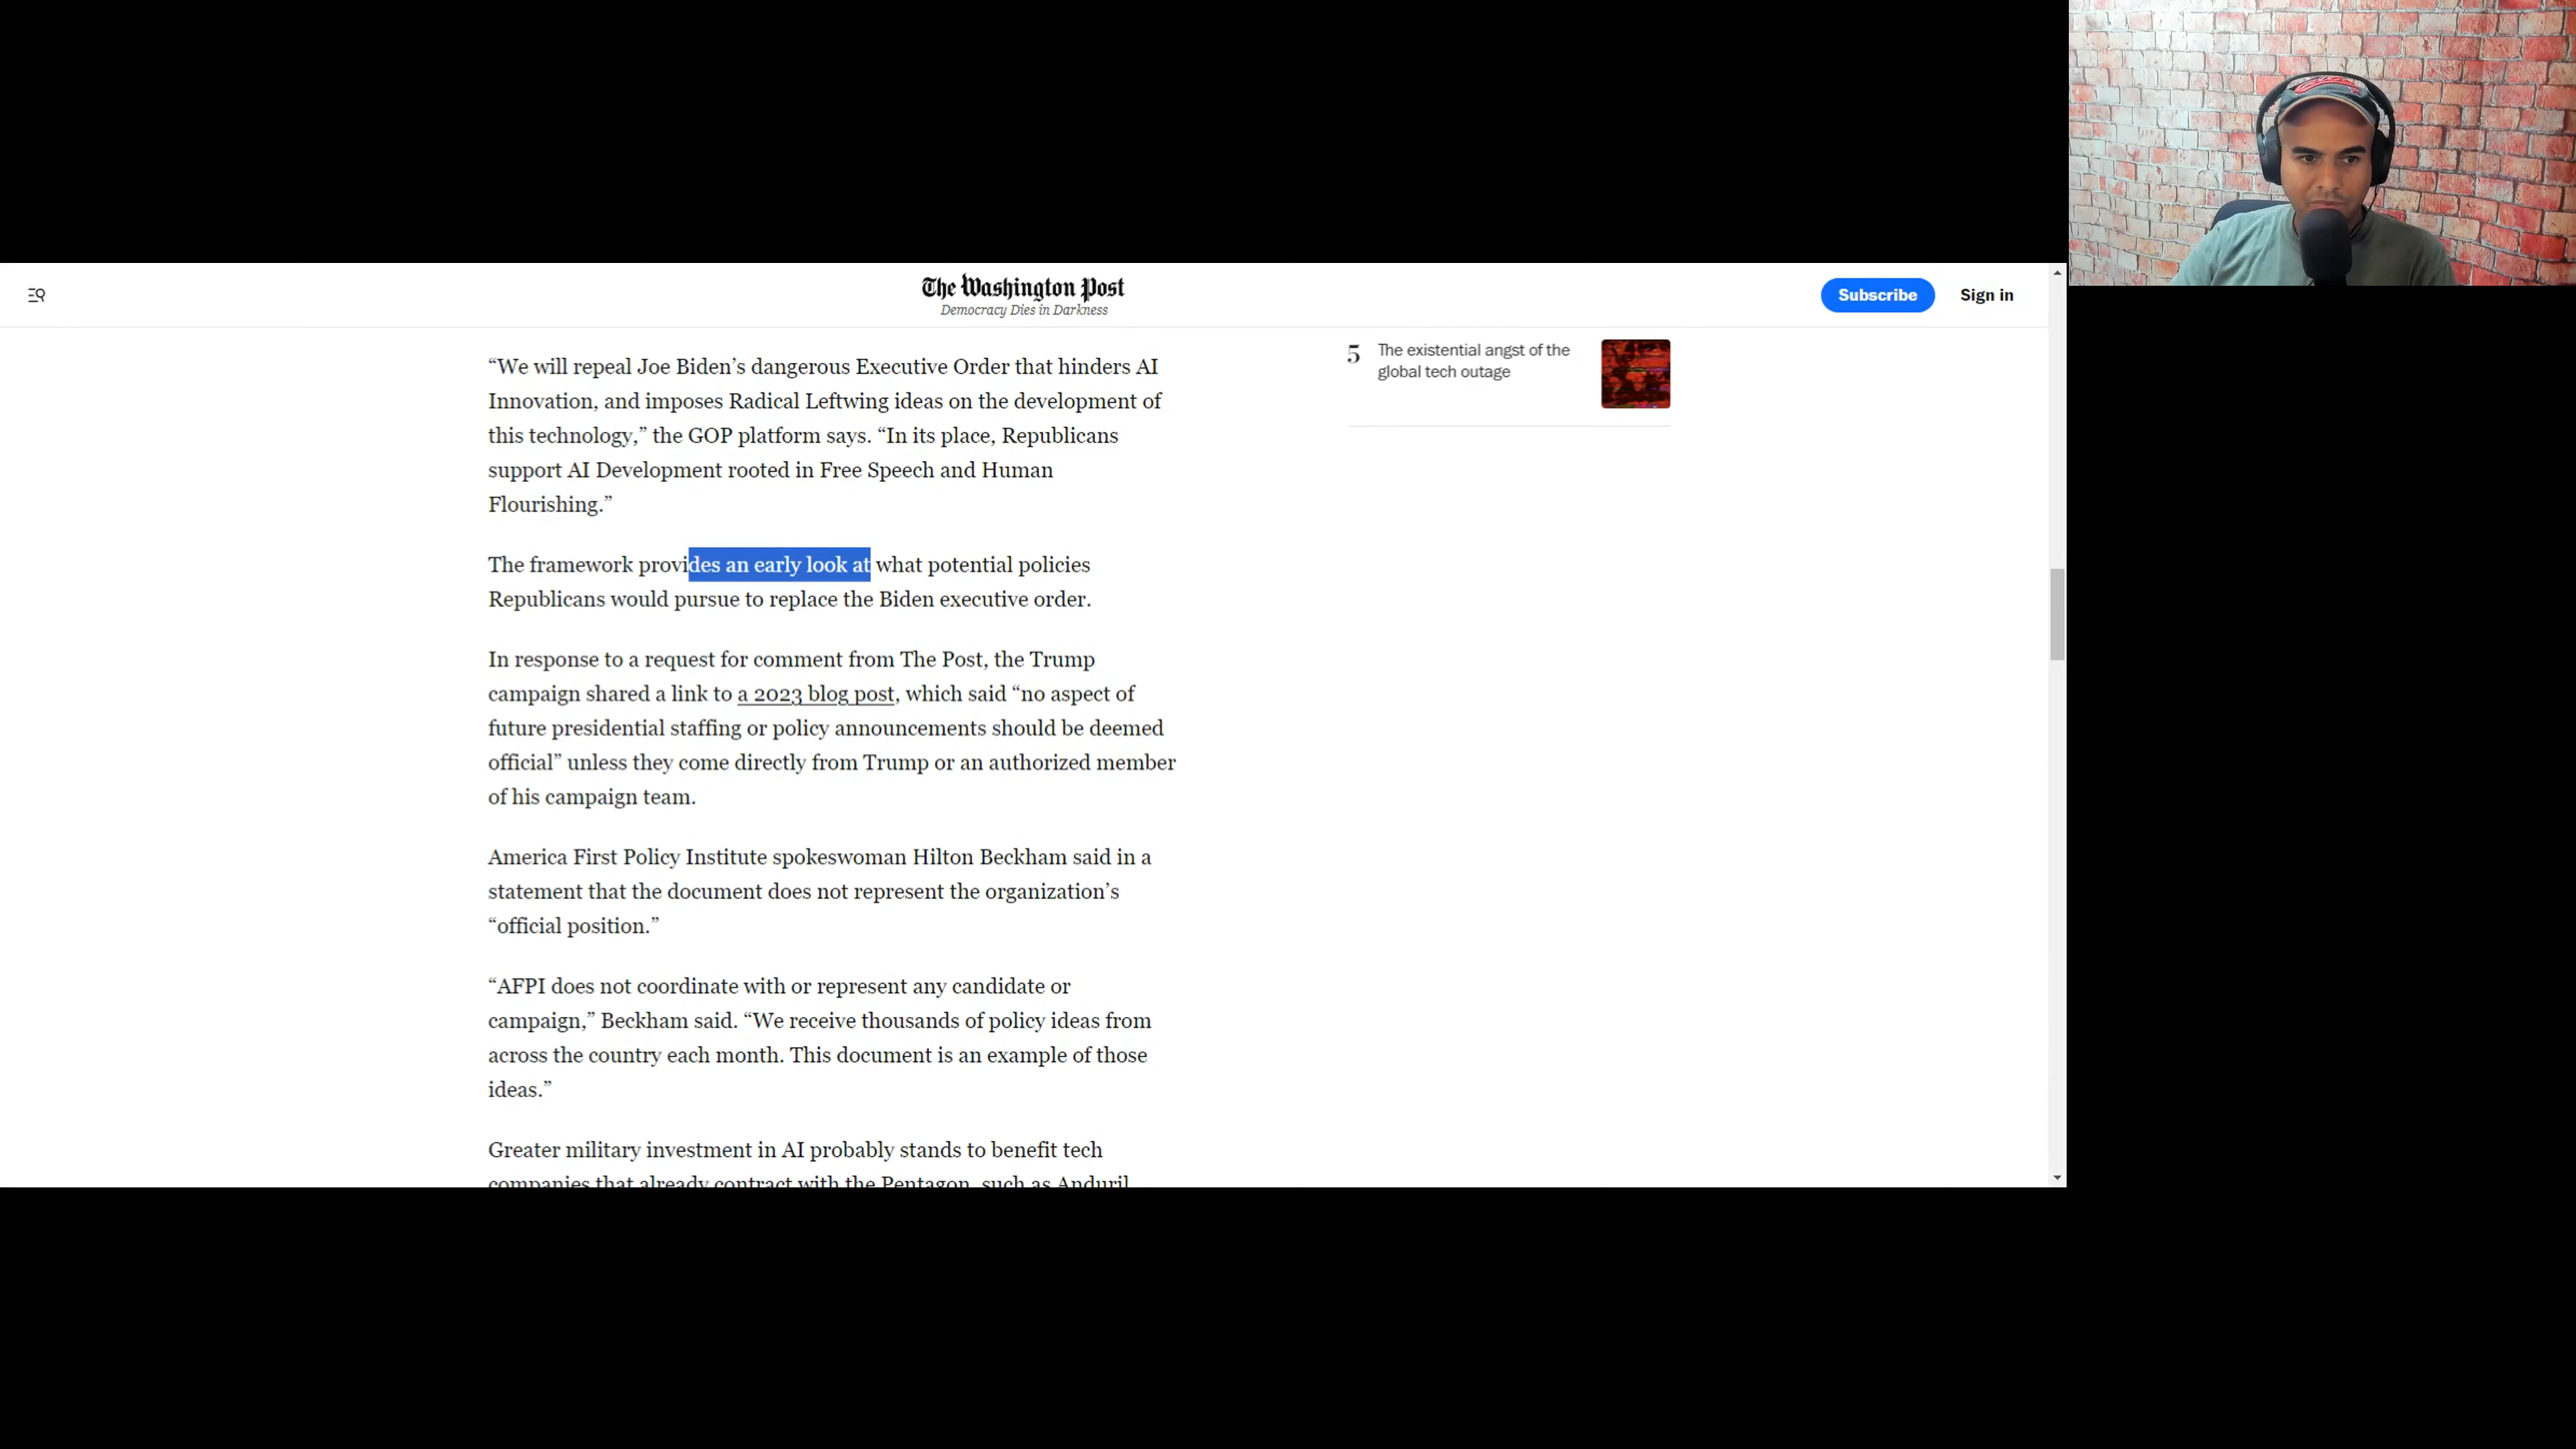 The Washington Post
Democracy Dies in Darkness
Subscribe
Sign in
“We will repeal Joe Biden’s dangerous Executive Order that hinders AI
Innovation, and imposes Radical Leftwing ideas on the development of
this technology,” the GOP platform says. “In its place, Republicans
support AI Development rooted in Free Speech and Human
Flourishing.”
The framework provides an early look at what potential policies
Republicans would pursue to replace the Biden executive order.
In response to a request for comment from The Post, the Trump
campaign shared a link to a 2023 blog post, which said “no aspect of
future presidential staffing or policy announcements should be deemed
official” unless they come directly from Trump or an authorized member
of his campaign team.
America First Policy Institute spokeswoman Hilton Beckham said in a
statement that the document does not represent the organization’s
“official position.”
“AFPI does not coordinate with or represent any candidate or
campaign,” Beckham said. “We receive thousands of policy ideas from
across the country each month. This document is an example of those
ideas.”
Greater military investment in AI probably stands to benefit tech
companies that already contract with the Pentagon, such as Anduril,
5 The existential angst of the
global tech outage